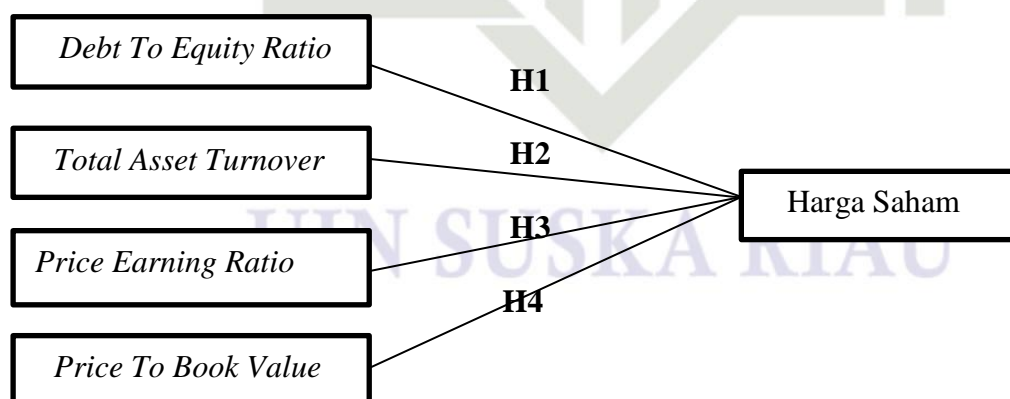 Debt To Equity Ratio
H1
Total Asset Turnover
H2
Harga Saham
H3
Price Earning Ratio
UIN SUSKA RIAU
H4
Price To Book Value